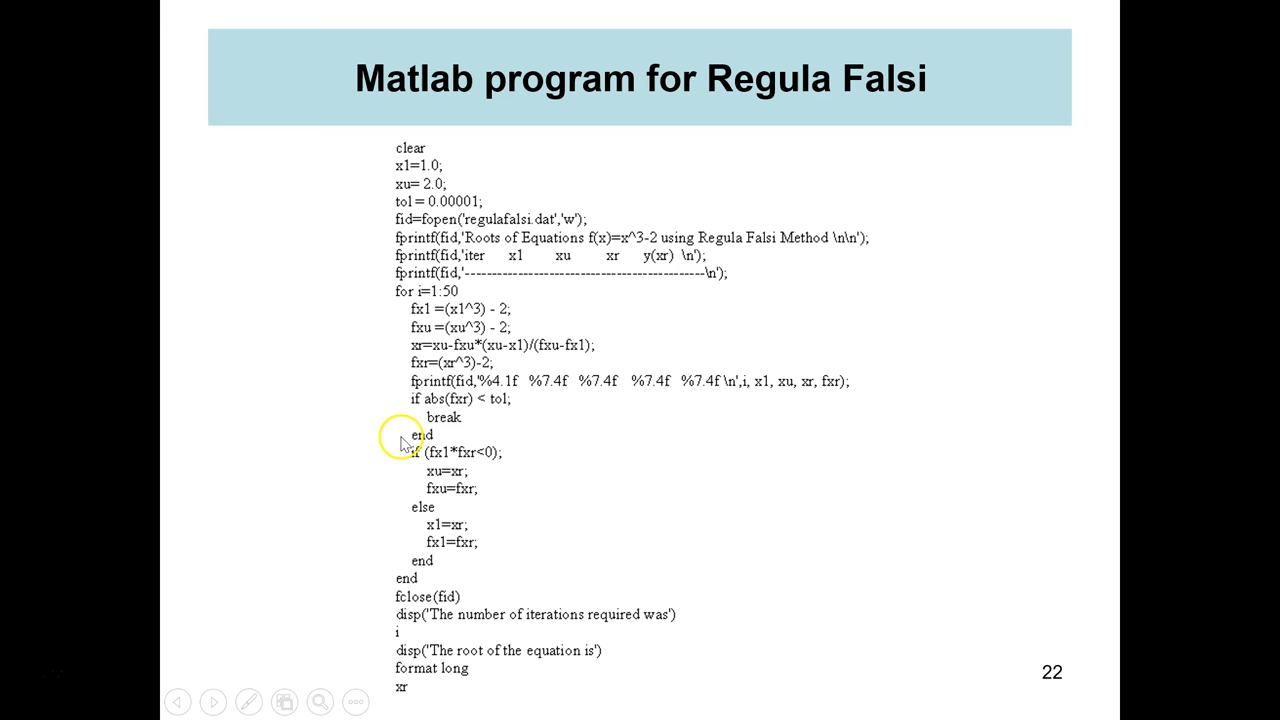 Matlab program for Regula Falsi
clear
x1=1.0;
xu= 2.0;
tol = 0.00001;
fid=fopen('regulafalsi.dat','w');
fprintf(fid,'Roots of Equations f(x)=x^3-2 using Regula Falsi Method \n\n');
fprintf(fid,'iter x1 xu xr y(xr) \n');
fprintf(fid,'---------------------------------------------\n');
for i=1:50
fx1 =(x1^3) - 2;
fxu =(xu^3) - 2;
xr=xu-fxu*(xu-x1)/(fxu-fx1);
fxr=(xr^3)-2;
fprintf(fid,'%4.1f %7.4f %7.4f %7.4f %7.4f \n',i, x1, xu, xr, fxr);
if abs(fxr) < tol;
break
end
if (fx1*fxr<0);
xu=xr;
fxu=fxr;
else
x1=xr;
fx1=fxr;
end
end
fclose(fid)
disp('The number of iterations required was')
i
disp('The root of the equation is')
format long
xr
22